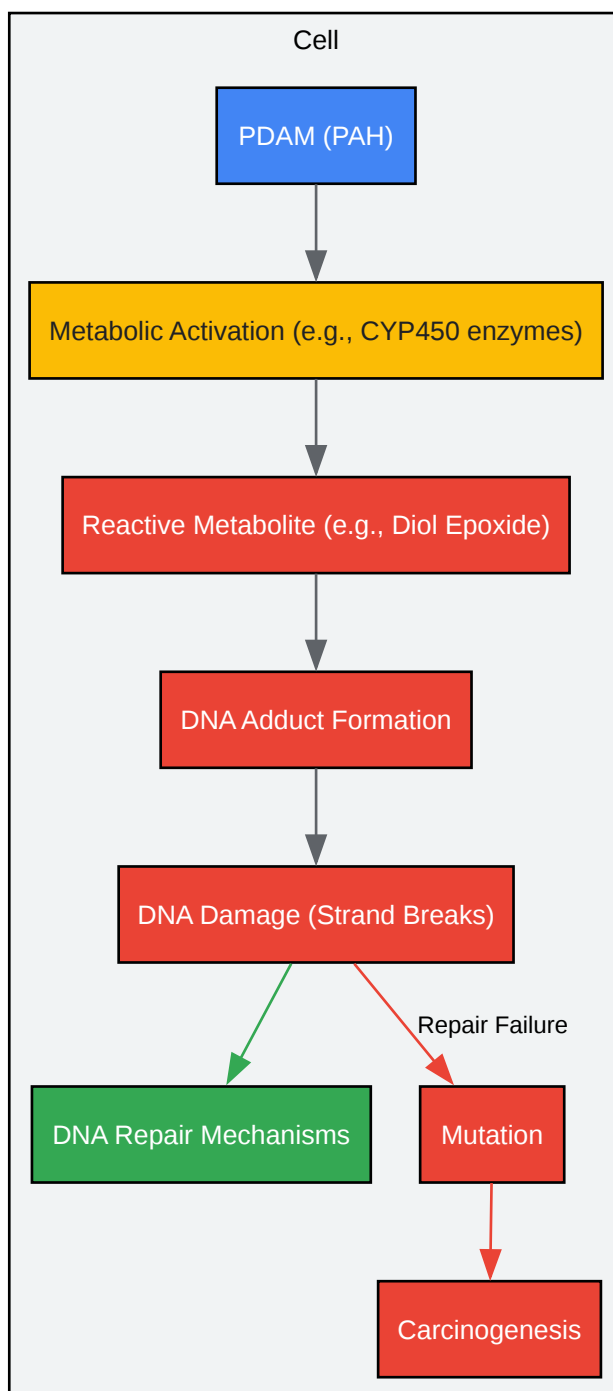 Cell
PDAM (PAH)
Metabolic Activation (e.g., CYP450 enzymes)
Reactive Metabolite (e.g., Diol Epoxide)
DNA Adduct Formation
DNA Damage (Strand Breaks)
Repair Failure
DNA Repair Mechanisms
Mutation
Carcinogenesis